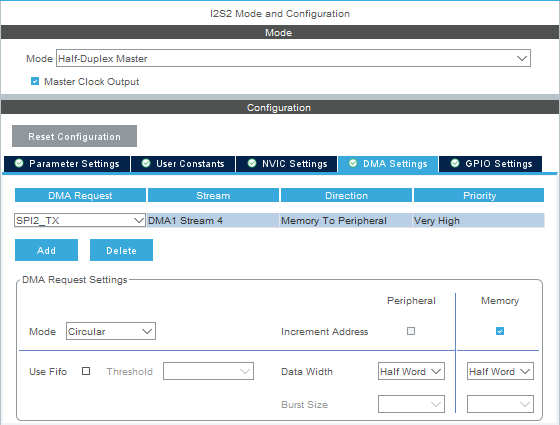 I2S2 Mode and Configuration
Mode
Mode Half-Duplex Master
Master Clock Output
Configuration
Reset Configuration
Parameter Settings User Constants NVIC Settings DMA Settings GPIO Settings
DMA Request Stream Direction Priority
SPI2_TX DMA1 Stream 4 Memory To Peripheral Very High
Add Delete
DMA Request Settings
Peripheral Memory
Mode Circular Increment Address
Use Fifo Threshold Data Width Half Word Half Word
Burst Size